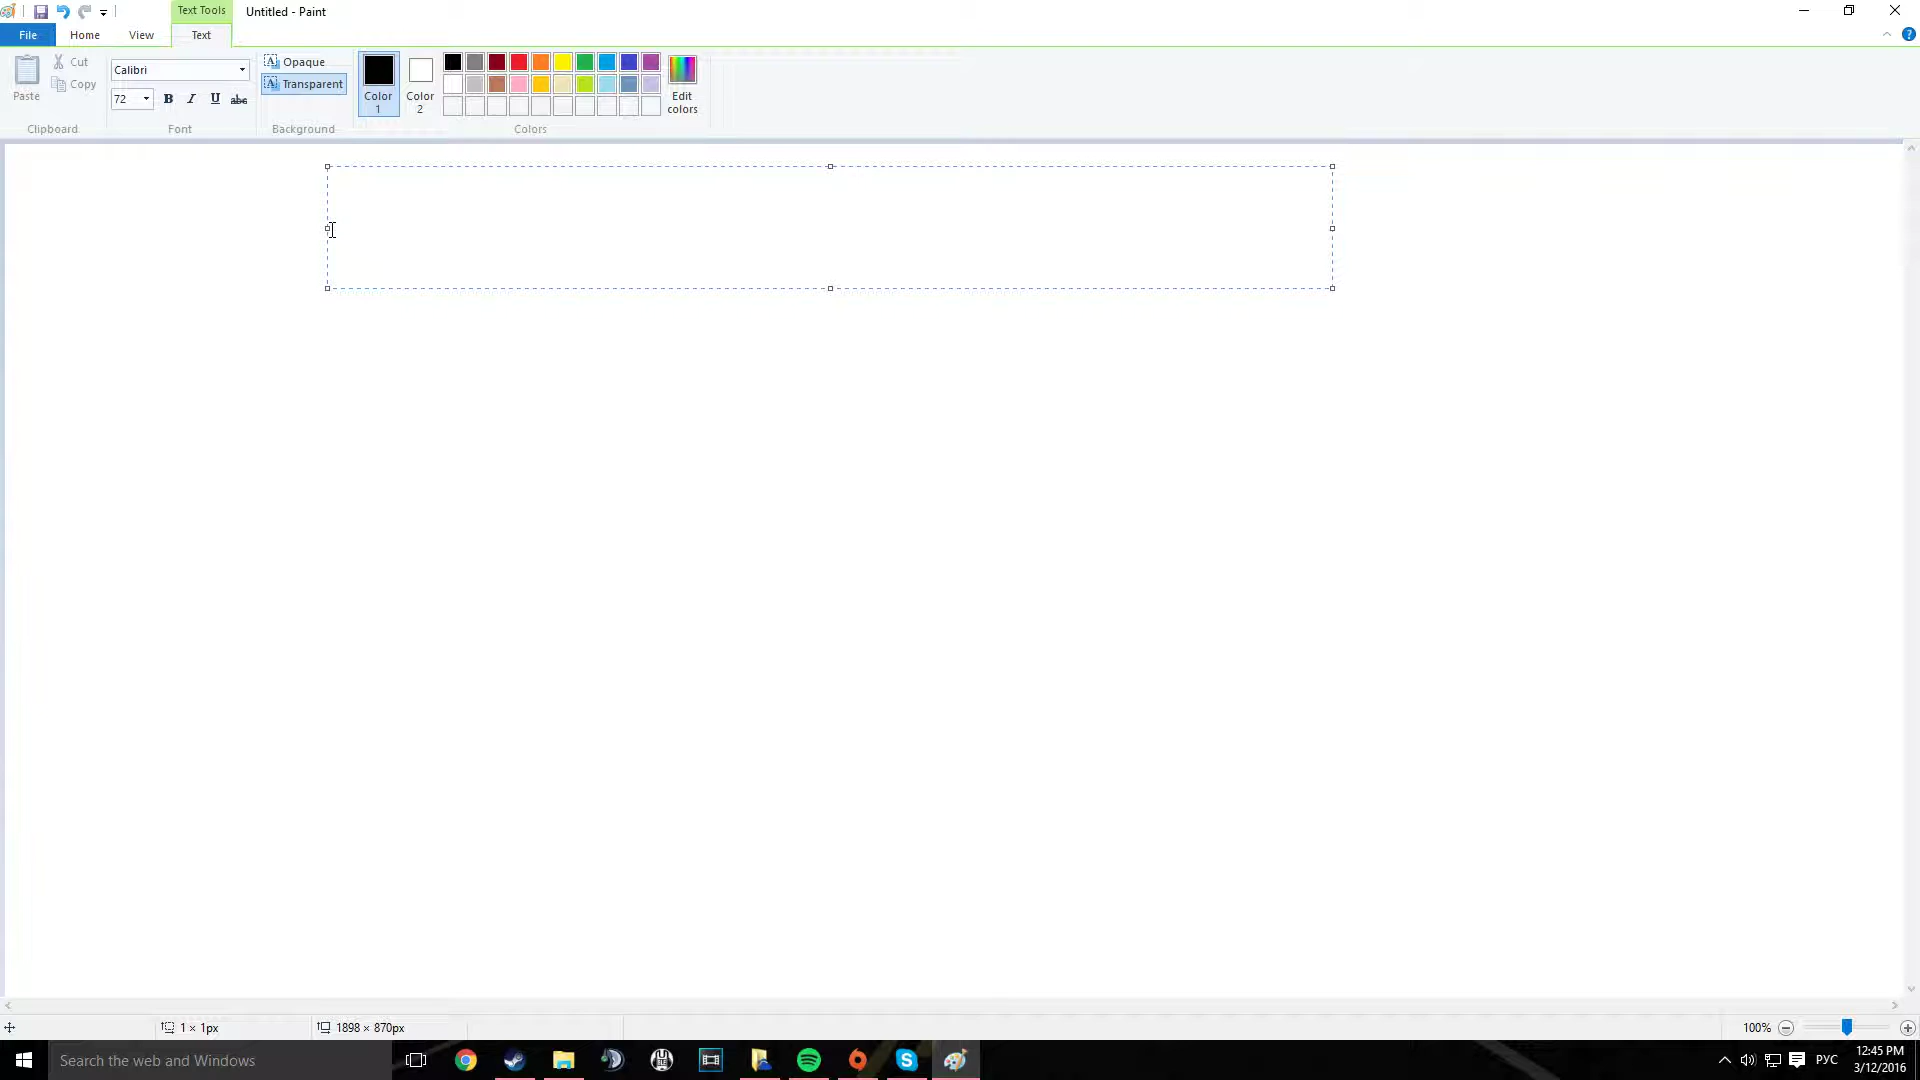 Text Tools
Untitled - Paint
File
Home
View
Text
Paste
Cut
Copy
Clipboard
Calibri
72
B
I
U
abc
Font
A Opaque
A Transparent
Background
Color 1
Color 2
Edit colors
Colors
1 × 1px
1898 × 870px
100%
Search the web and Windows
РУС
12:45 PM
3/12/2016